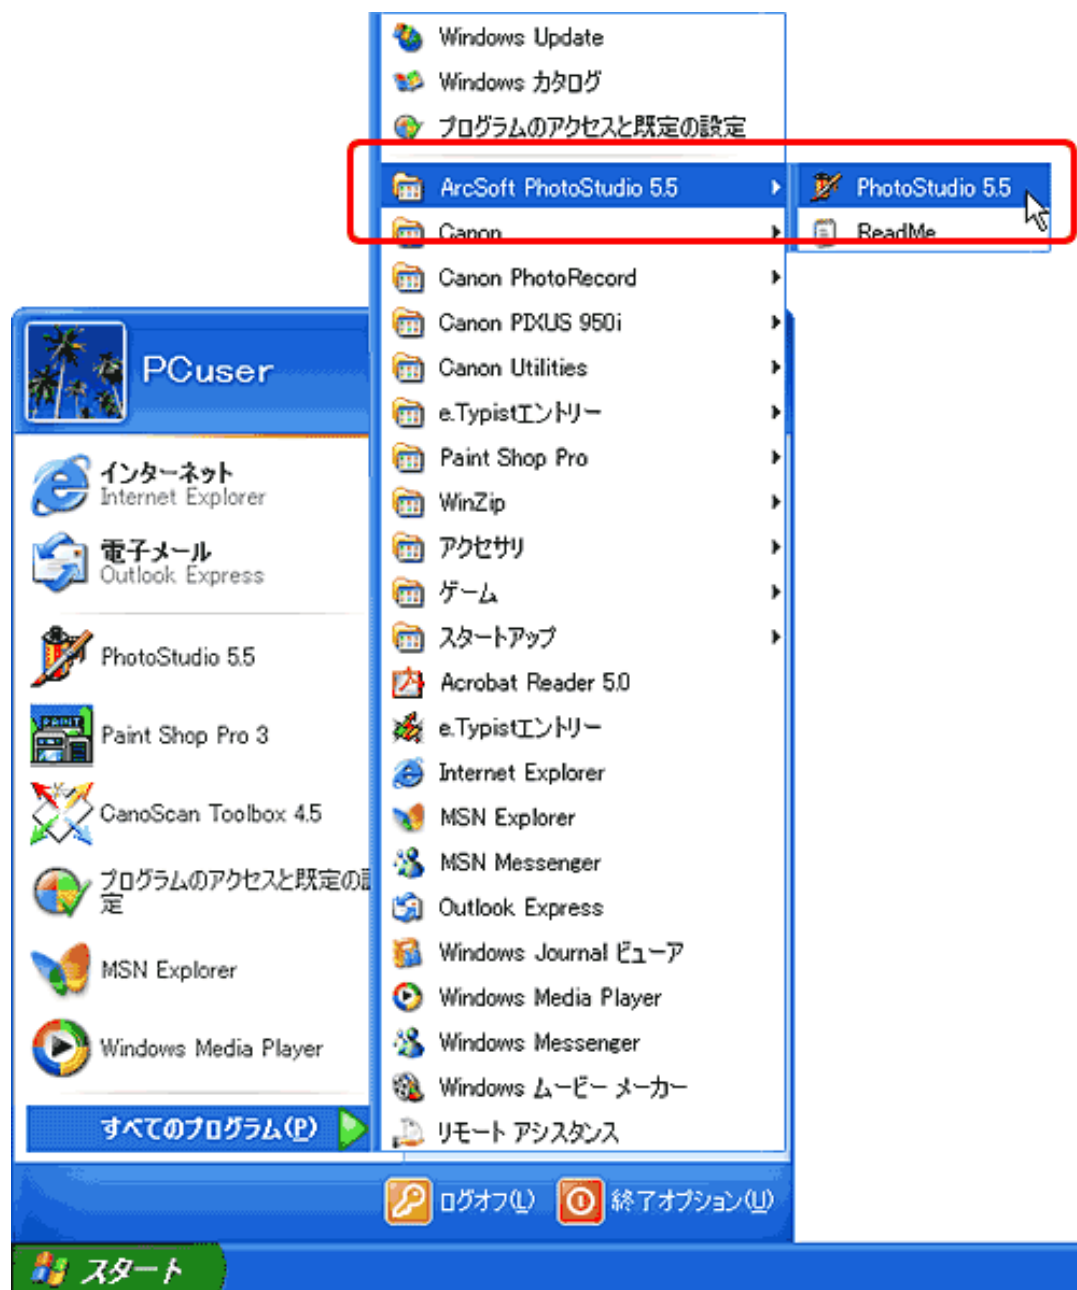 Windows Update
Windows カタログ
プログラムのアクセスと既定の設定
ArcSoft PhotoStudio 5.5
PhotoStudio 5.5
Canon
ReadMe
Canon PhotoRecord
Canon PIXUS 950i
Canon Utilities
e.Typistエントリー
Paint Shop Pro
WinZip
アクセサリ
ゲーム
スタートアップ
Acrobat Reader 5.0
e.Typistエントリー
Internet Explorer
MSN Explorer
MSN Messenger
Outlook Express
Windows Journal ビューア
Windows Media Player
Windows Messenger
Windows ムービー メーカー
リモート アシスタンス
PCuser
インターネット
Internet Explorer
電子メール
Outlook Express
PhotoStudio 5.5
PAINT
Paint Shop Pro 3
CanoScan Toolbox 4.5
プログラムのアクセスと既定の設
定
MSN Explorer
Windows Media Player
すべてのプログラム(P)
ログオフ(L)
終了オプション(U)
スタート